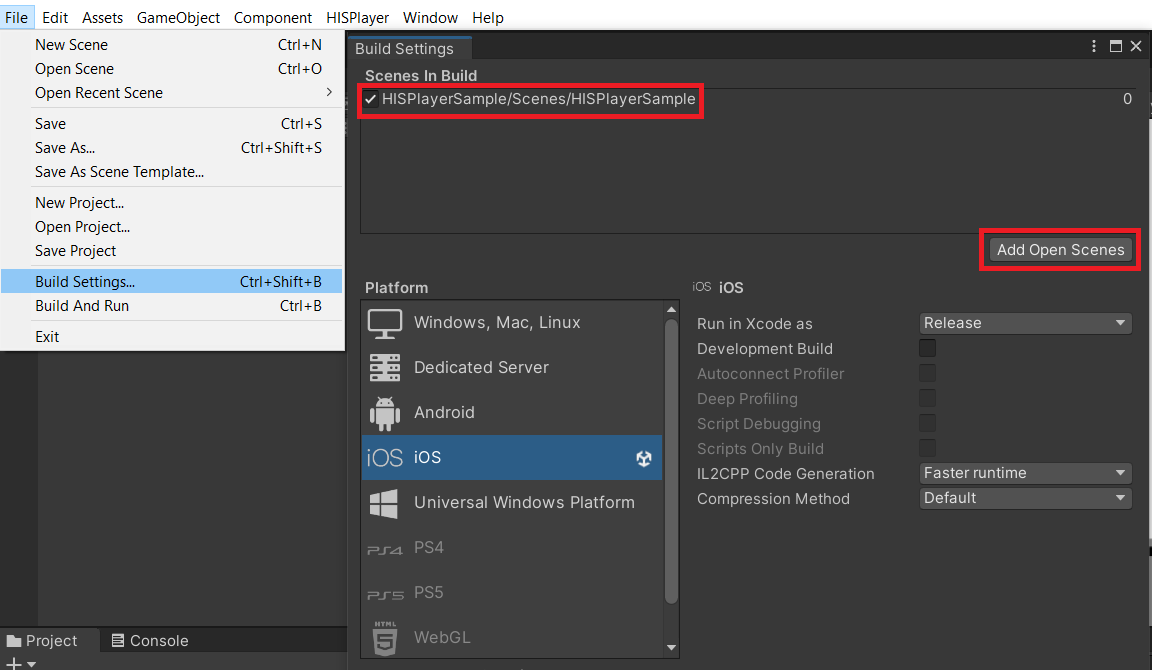 File Edit Assets GameObject Component HISPlayer Window Help
New Scene Ctrl+N
Open Scene Ctrl+O
Open Recent Scene
Save Ctrl+S
Save As... Ctrl+Shift+S
Save As Scene Template...
New Project...
Open Project...
Save Project
Build Settings... Ctrl+Shift+B
Build And Run Ctrl+B
Exit
Build Settings
Scenes In Build
HISPlayerSample/Scenes/HISPlayerSample 0
Add Open Scenes
Platform
Windows, Mac, Linux
Dedicated Server
Android
iOS iOS
Universal Windows Platform
PS4 PS4
PS5 PS5
HTML 5 WebGL
iOS iOS
Run in Xcode as Release
Development Build
Autoconnect Profiler
Deep Profiling
Script Debugging
Scripts Only Build
IL2CPP Code Generation Faster runtime
Compression Method Default
Project Console